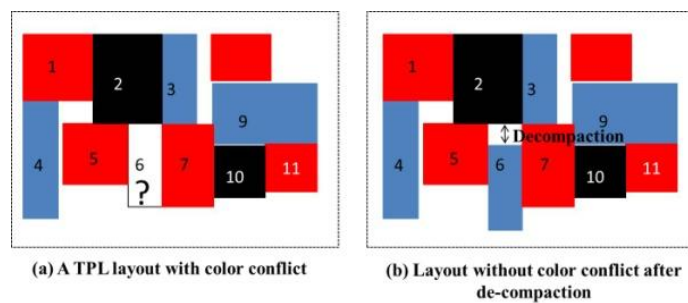 1 2 3
9
4 5 6 7
?
10 11
(a) A TPL layout with color conflict
1 2 3
9
Decompaction
4 5 6 7
10 11
(b) Layout without color conflict after
de-compaction